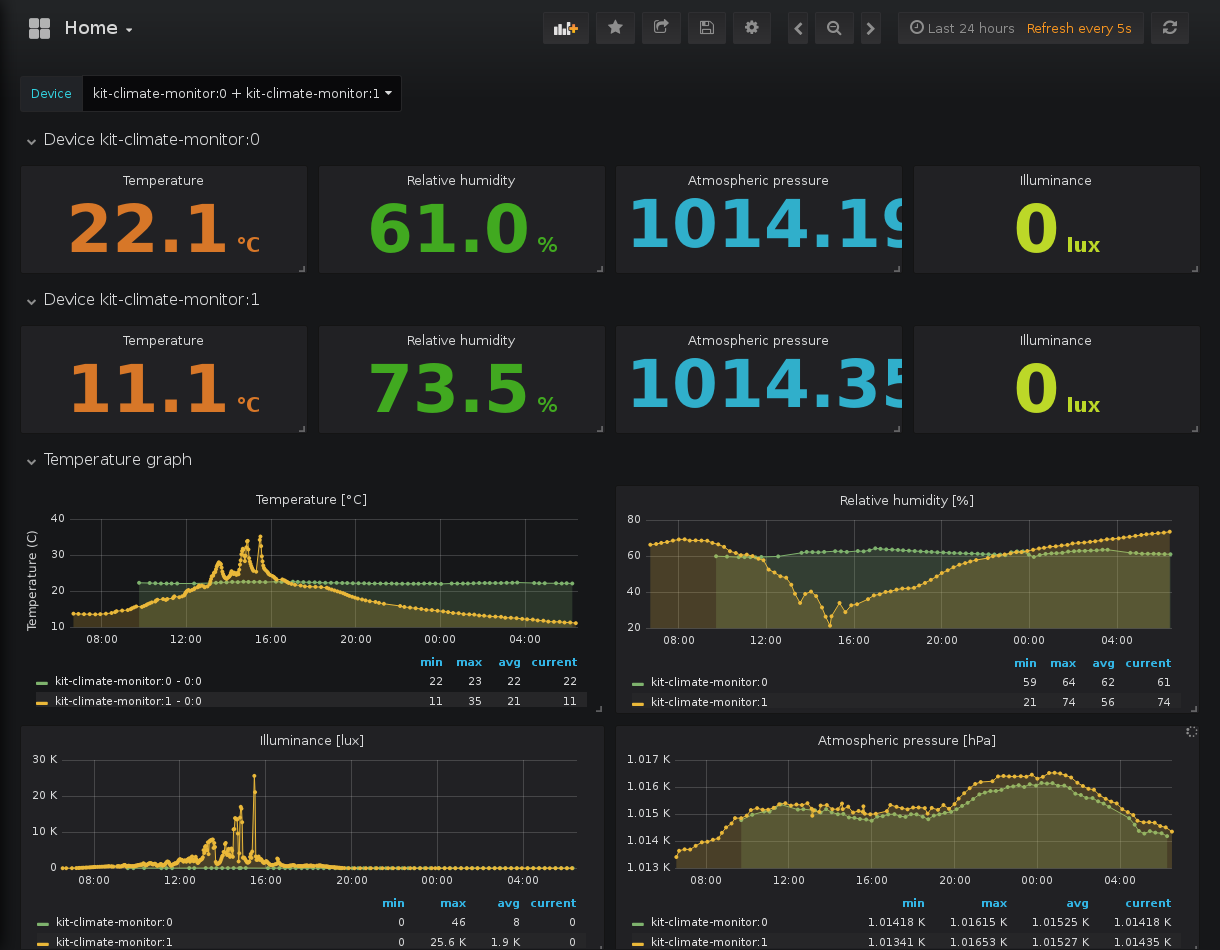 Home
Last 24 hours Refresh every 5s
Device kit-climate-monitor:0 + kit-climate-monitor:1
Device kit-climate-monitor:0
Temperature Relative humidity Atmospheric pressure Illuminance
22.1 °C 61.0 % 1014.19 0 lux
Device kit-climate-monitor:1
Temperature Relative humidity Atmospheric pressure Illuminance
11.1 °C 73.5 % 1014.35 0 lux
Temperature graph
Temperature [°C]
Temperature (C)
40
30
20
10
08:00 12:00 16:00 20:00 00:00 04:00
min max avg current
kit-climate-monitor:0 - 0:0 22 23 22 22
kit-climate-monitor:1 - 0:0 11 35 21 11
Relative humidity [%]
80
60
40
20
08:00 12:00 16:00 20:00 00:00 04:00
min max avg current
kit-climate-monitor:0 59 64 62 61
kit-climate-monitor:1 21 74 56 74
Illuminance [lux]
30 K
20 K
10 K
0
08:00 12:00 16:00 20:00 00:00 04:00
min max avg current
kit-climate-monitor:0 0 46 8 0
kit-climate-monitor:1 0 25.6 K 1.9 K 0
Atmospheric pressure [hPa]
1.017 K
1.016 K
1.015 K
1.014 K
1.013 K
08:00 12:00 16:00 20:00 00:00 04:00
min max avg current
kit-climate-monitor:0 1.01418 K 1.01615 K 1.01525 K 1.01418 K
kit-climate-monitor:1 1.01341 K 1.01653 K 1.01527 K 1.01435 K